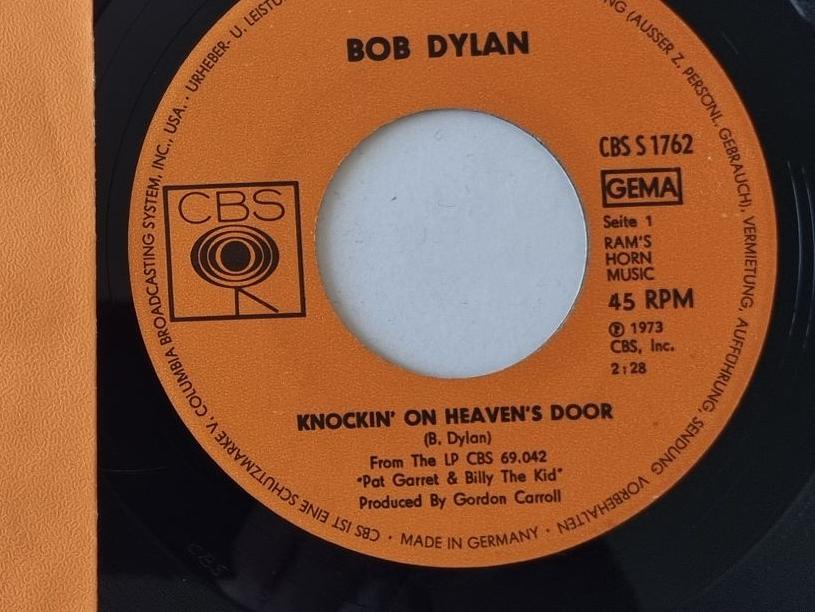 BOB DYLAN
CBS S 1762
GEMA
Seite 1
RAM'S
HORN
MUSIC
45 RPM
Ⓟ 1973
CBS, Inc.
2:28
CBS
KNOCKIN' ON HEAVEN'S DOOR
(B. Dylan)
From The LP CBS 69.042
"Pat Garret & Billy The Kid"
Produced By Gordon Carroll
CBS IST EINE SCHUTZMARKE V. COLUMBIA BROADCASTING SYSTEM, INC., USA. · URHEBER- U.
(AUSSER Z. PERSÖNL. GEBRAUCH), VERMIETUNG, AUFFÜHRUNG, SENDUNG VORBEHALTEN · MADE IN GERMANY ·